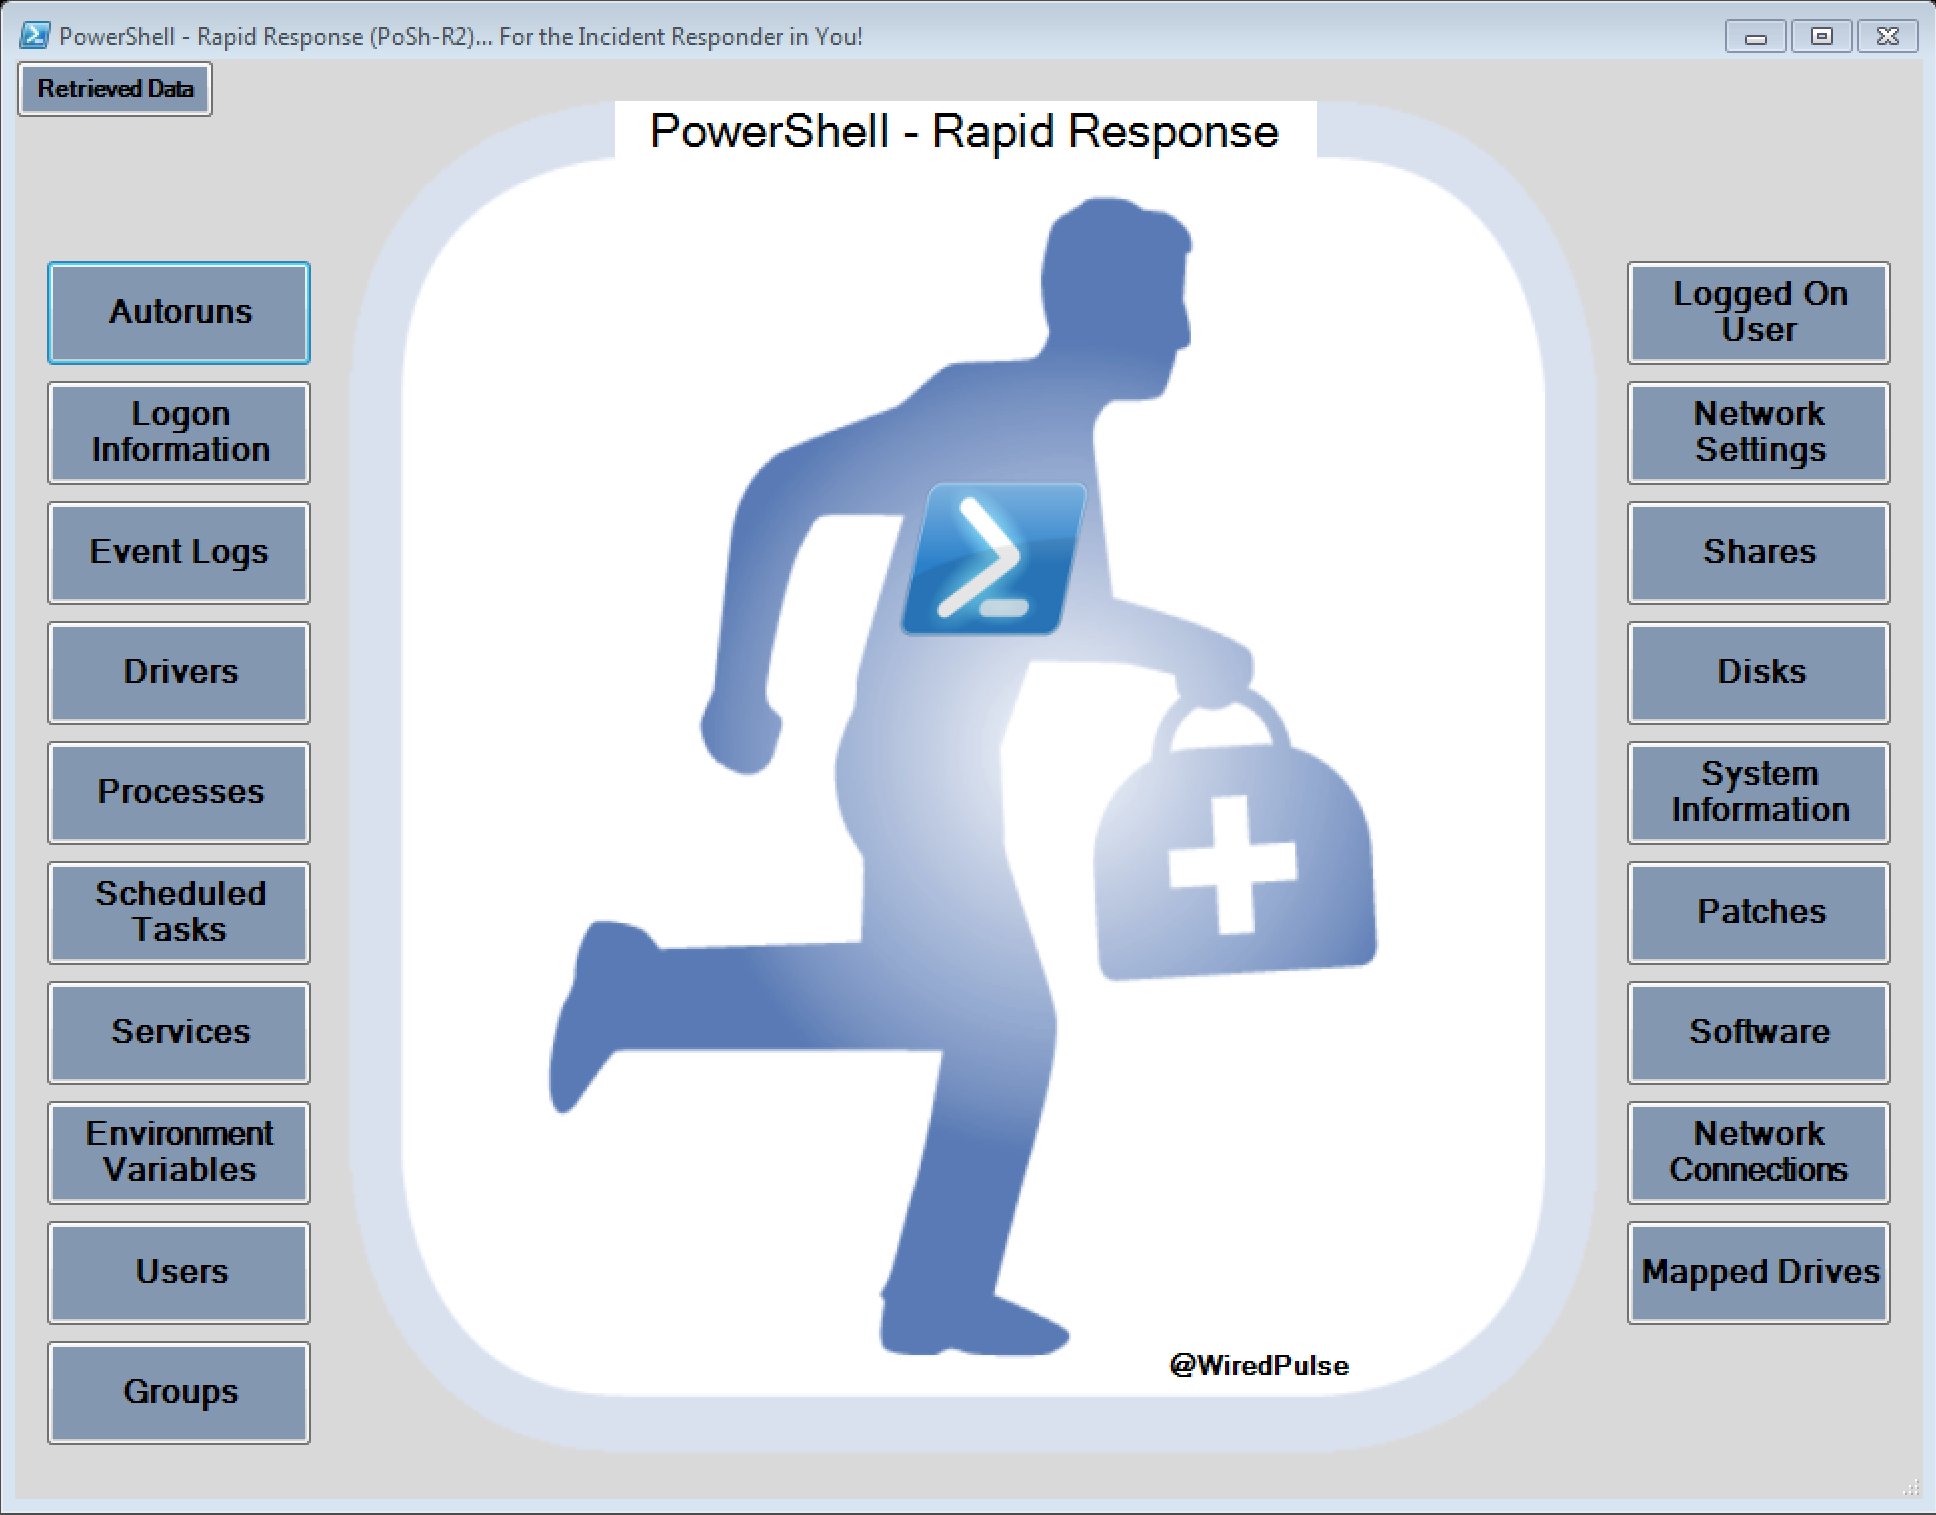 PowerShell - Rapid Response (PoSh-R2)... For the Incident Responder in You!
Retrieved Data
PowerShell - Rapid Response
Autoruns
Logon
Information
Event Logs
Drivers
Processes
Scheduled
Tasks
Services
Environment
Variables
Users
Groups
Logged On
User
Network
Settings
Shares
Disks
System
Information
Patches
Software
Network
Connections
Mapped Drives
@WiredPulse